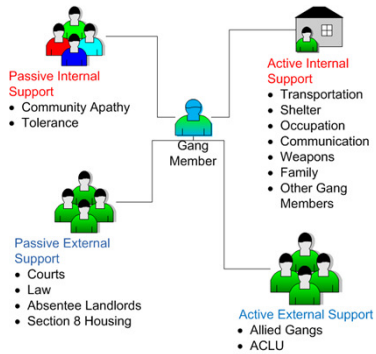 Passive Internal
Support
• Community Apathy
• Tolerance
Active Internal
Support
• Transportation
• Shelter
• Occupation
• Communication
• Weapons
• Family
• Other Gang
Members
Gang
Member
Passive External
Support
• Courts
• Law
• Absentee Landlords
• Section 8 Housing
Active External Support
• Allied Gangs
• ACLU